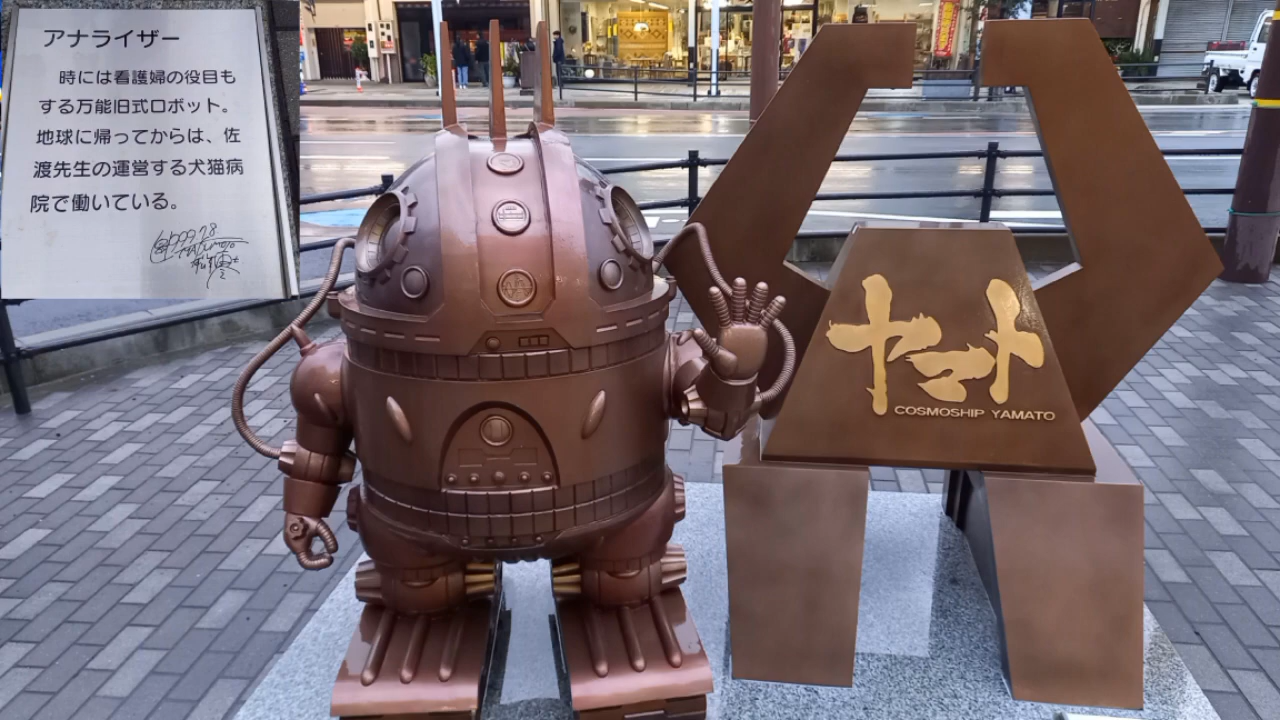 アナライザー
時には看護婦の役目も
する万能旧式ロボット。
地球に帰ってからは、佐
渡先生の運営する犬猫病
院で働いている。
1999.7.8
ヤマト
COSMOSHIP YAMATO